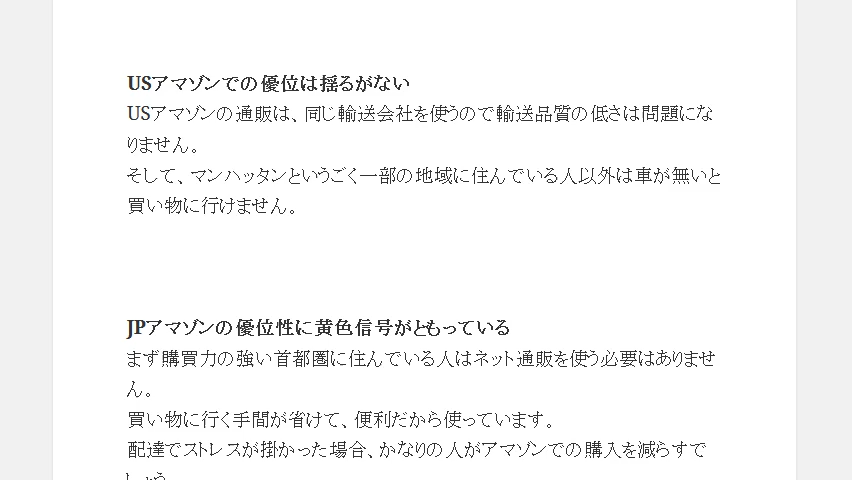 USアマゾンでの優位は揺るがない
USアマゾンの通販は、同じ輸送会社を使うので輸送品質の低さは問題にな
りません。
そして、マンハッタンというごく一部の地域に住んでいる人以外は車が無いと
買い物に行けません。
JPアマゾンの優位性に黄色信号がともっている
まず購買力の強い首都圏に住んでいる人はネット通販を使う必要はありませ
ん。
買い物に行く手間が省けて、便利だから使っています。
配達でストレスが掛かった場合、かなりの人がアマゾンでの購入を減らすで
しょう。